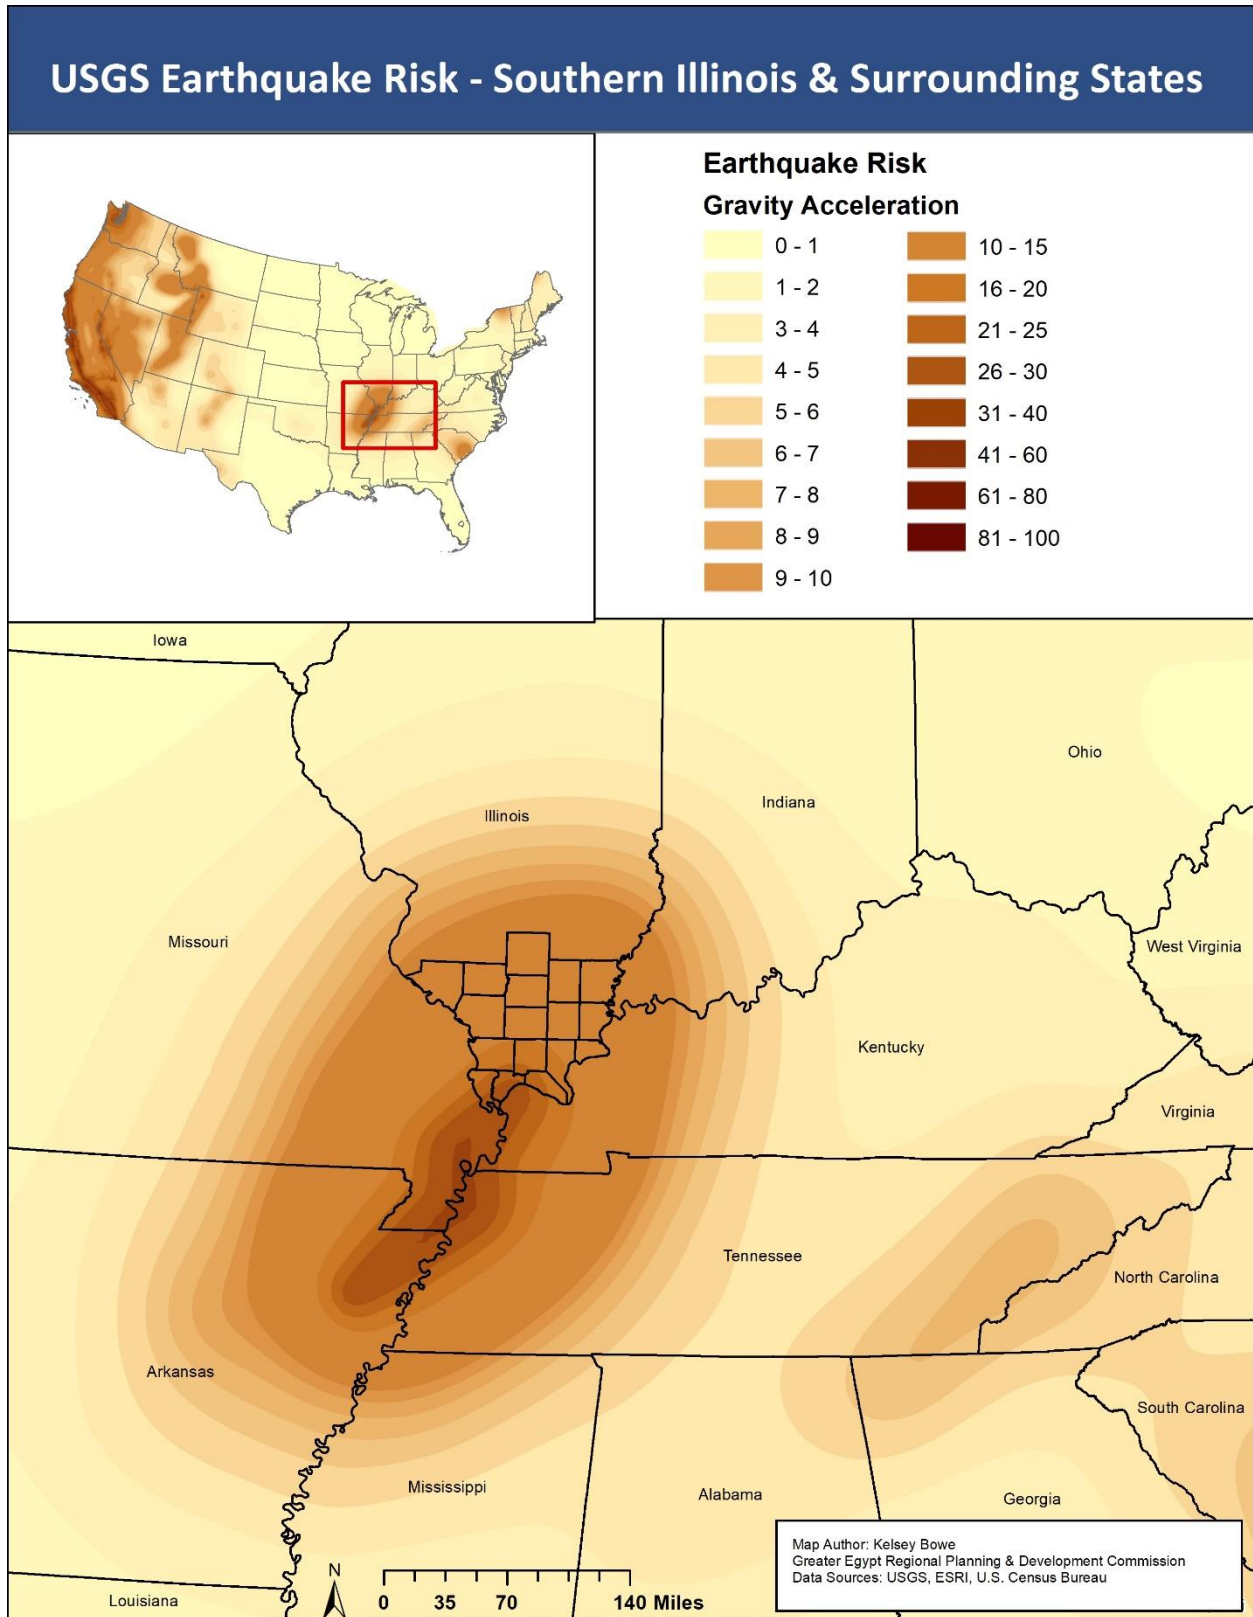 USGS Earthquake Risk - Southern Illinois & Surrounding States
Earthquake Risk
Gravity Acceleration
0 - 1
1 - 2
3 - 4
4 - 5
5 - 6
6 - 7
7 - 8
8 - 9
9 - 10
10 - 15
16 - 20
21 - 25
26 - 30
31 - 40
41 - 60
61 - 80
81 - 100
Iowa
Ohio
Indiana
Illinois
Missouri
West Virginia
Kentucky
Virginia
Tennessee
North Carolina
Arkansas
South Carolina
Mississippi
Alabama
Georgia
Louisiana
N
0 35 70 140 Miles
Map Author: Kelsey Bowe
Greater Egypt Regional Planning & Development Commission
Data Sources: USGS, ESRI, U.S. Census Bureau